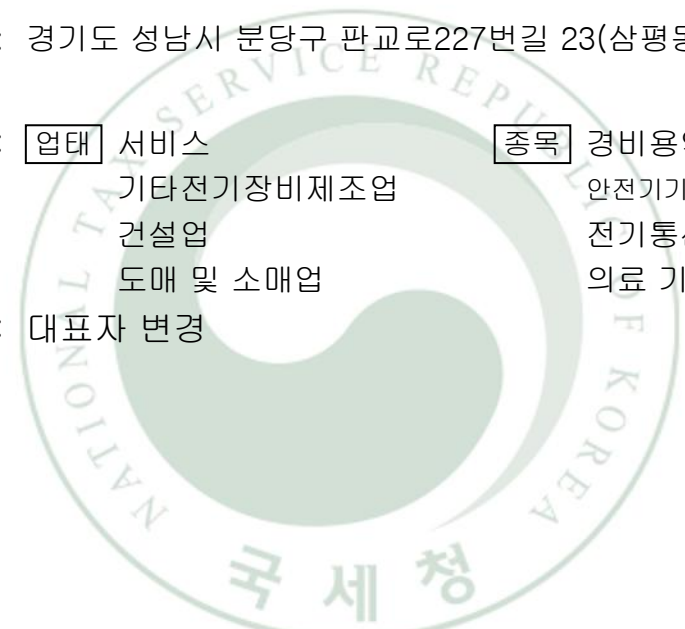 : 경기도 성남시 분당구 판교로227번길 23(삼평동
: 업태 서비스 종목 경비용
기타전기장비제조업 안전기기
건설업 전기통신
도매 및 소매업 의료 기
: 대표자 변경
NATIONAL TAX SERVICE REPUBLIC OF KOREA
국세청